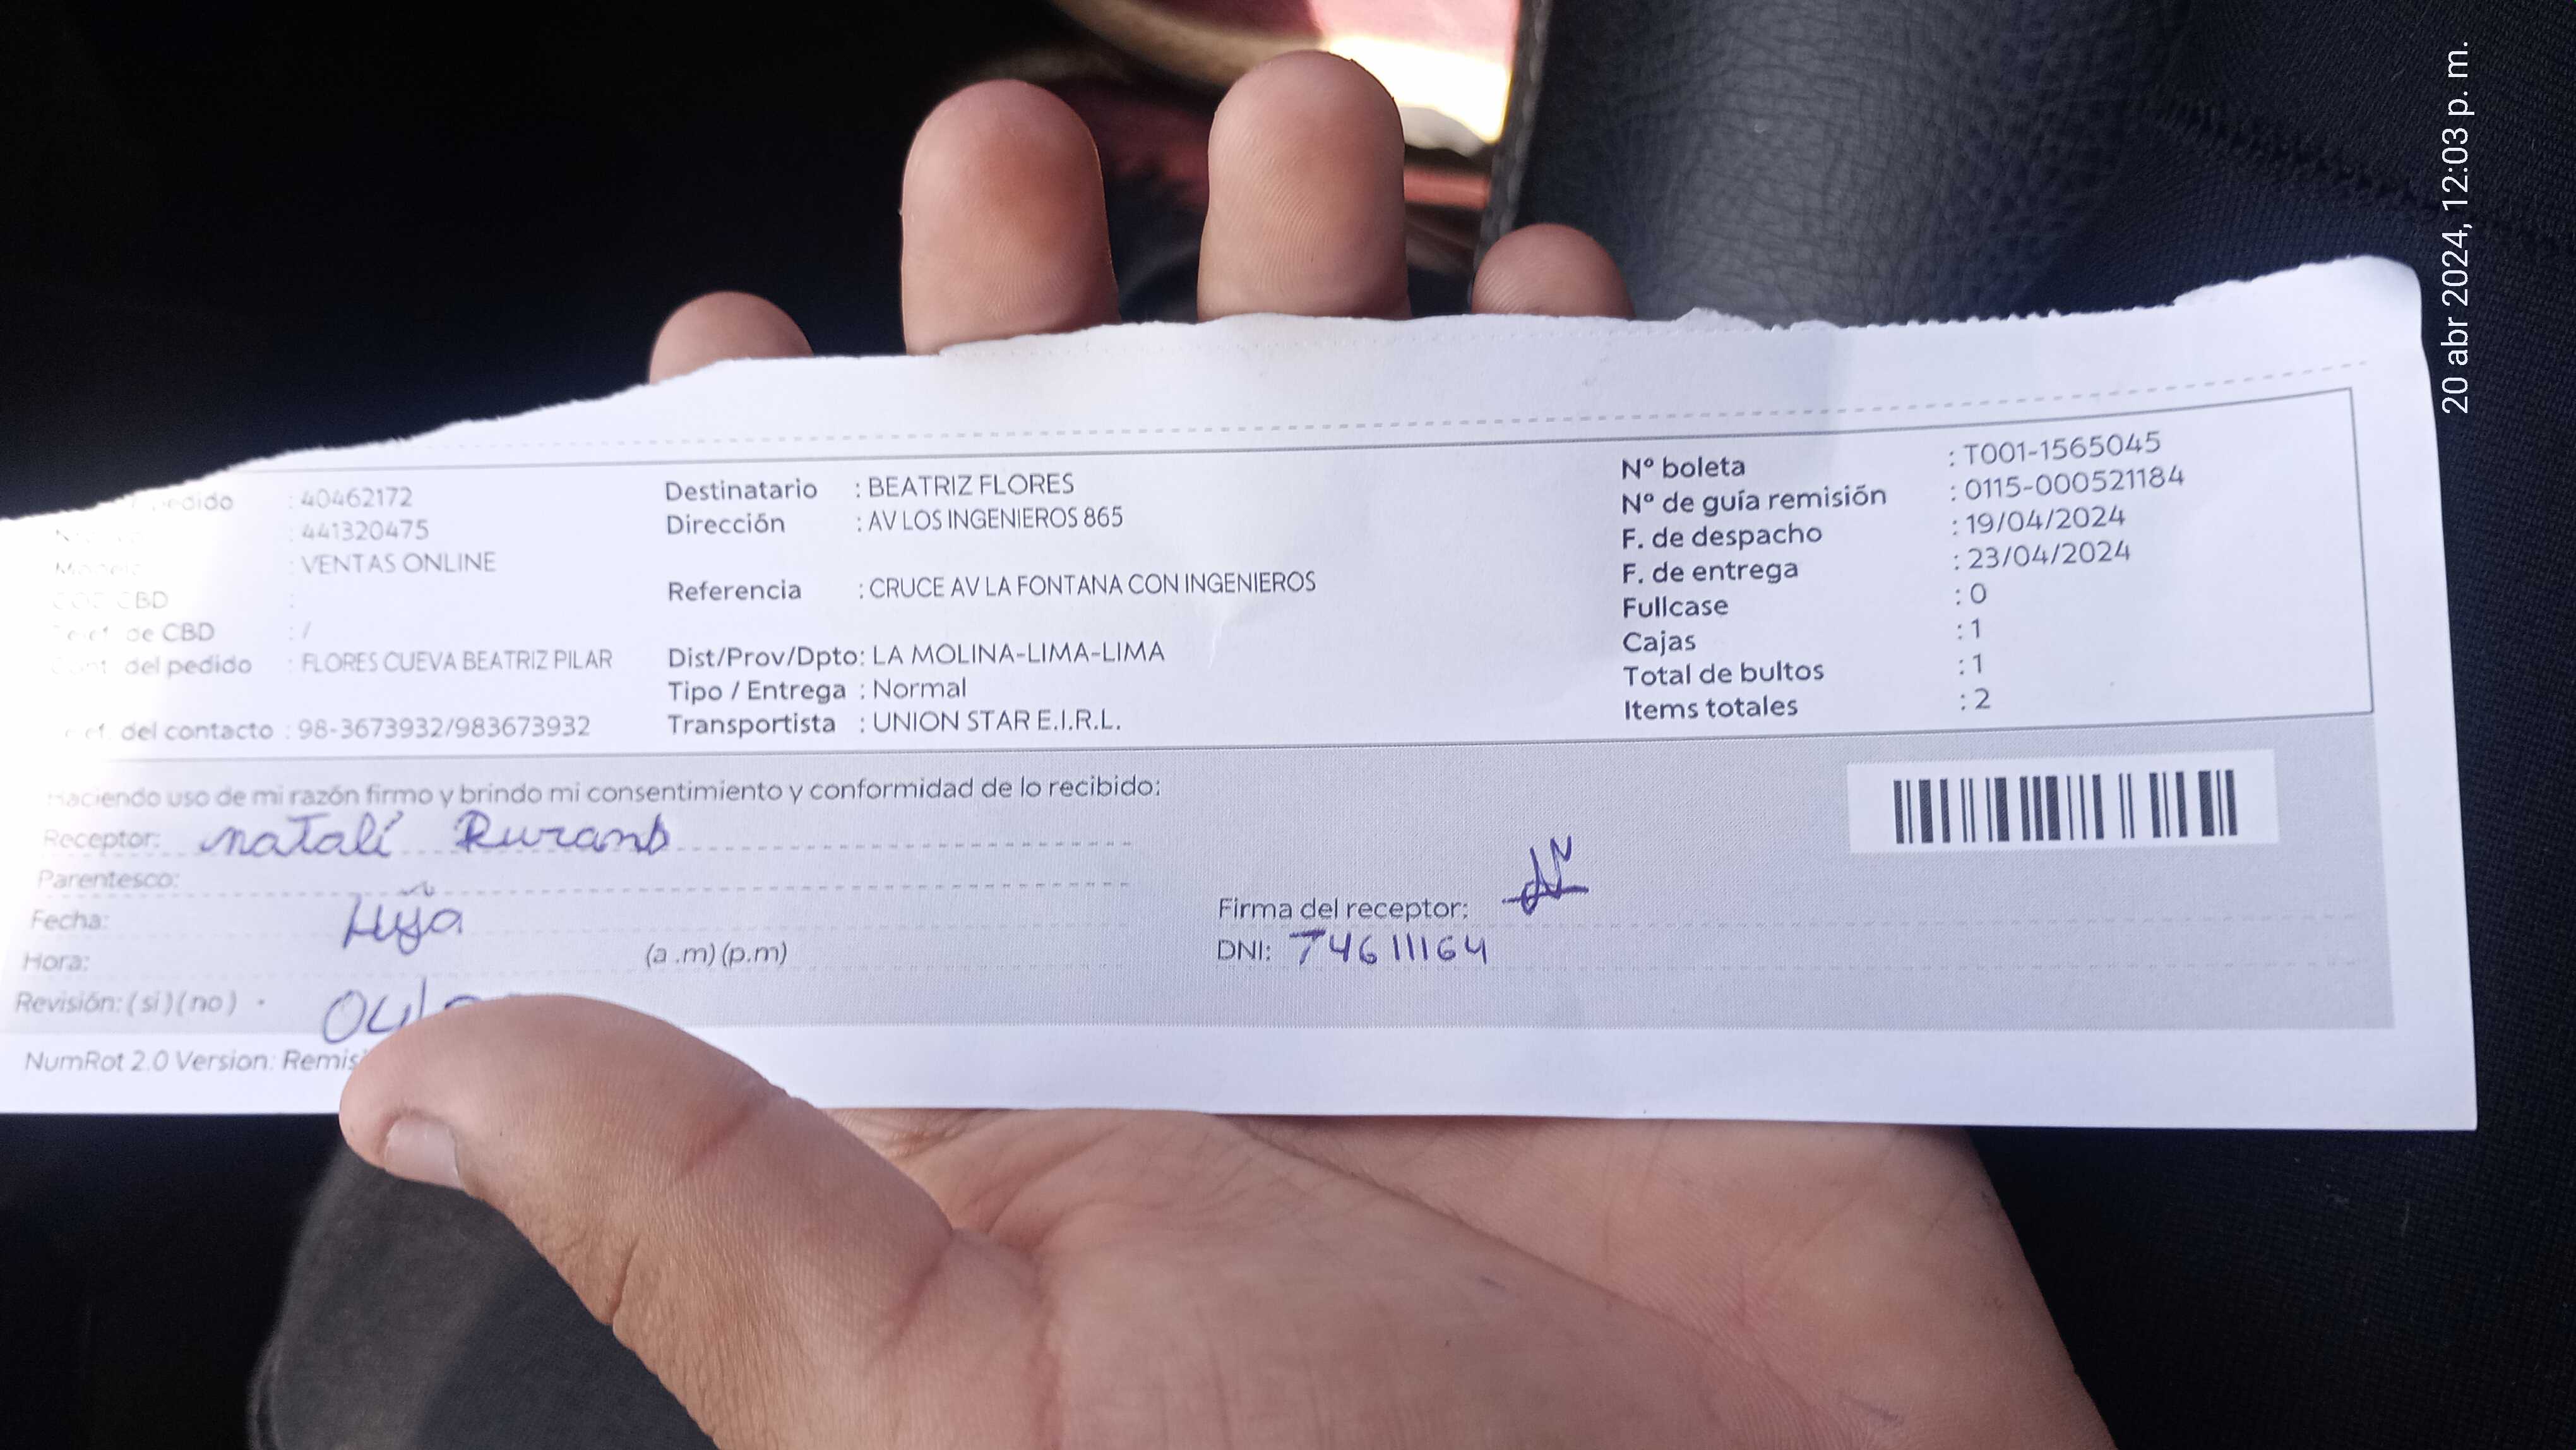 20 abr 2024, 12:03 p. m.
pedido : 40462172
: 441320475
: VENTAS ONLINE
CBD :
de CBD : /
del pedido : FLORES CUEVA BEATRIZ PILAR
del contacto : 98-3673932/983673932
Destinatario : BEATRIZ FLORES
Dirección : AV LOS INGENIEROS 865
Referencia : CRUCE AV LA FONTANA CON INGENIEROS
Dist/Prov/Dpto: LA MOLINA-LIMA-LIMA
Tipo / Entrega : Normal
Transportista : UNION STAR E.I.R.L.
Nº boleta : T001-1565045
Nº de guía remisión : 0115-000521184
F. de despacho : 19/04/2024
F. de entrega : 23/04/2024
Fullcase : 0
Cajas : 1
Total de bultos : 1
Items totales : 2
Haciendo uso de mi razón firmo y brindo mi consentimiento y conformidad de lo recibido:
Receptor: natalí
Parentesco:
Fecha: Hija
Hora: (a .m) (p.m)
Revisión: ( si ) ( no )
Firma del receptor:
DNI: 74611164
NumRot 2.0 Version: